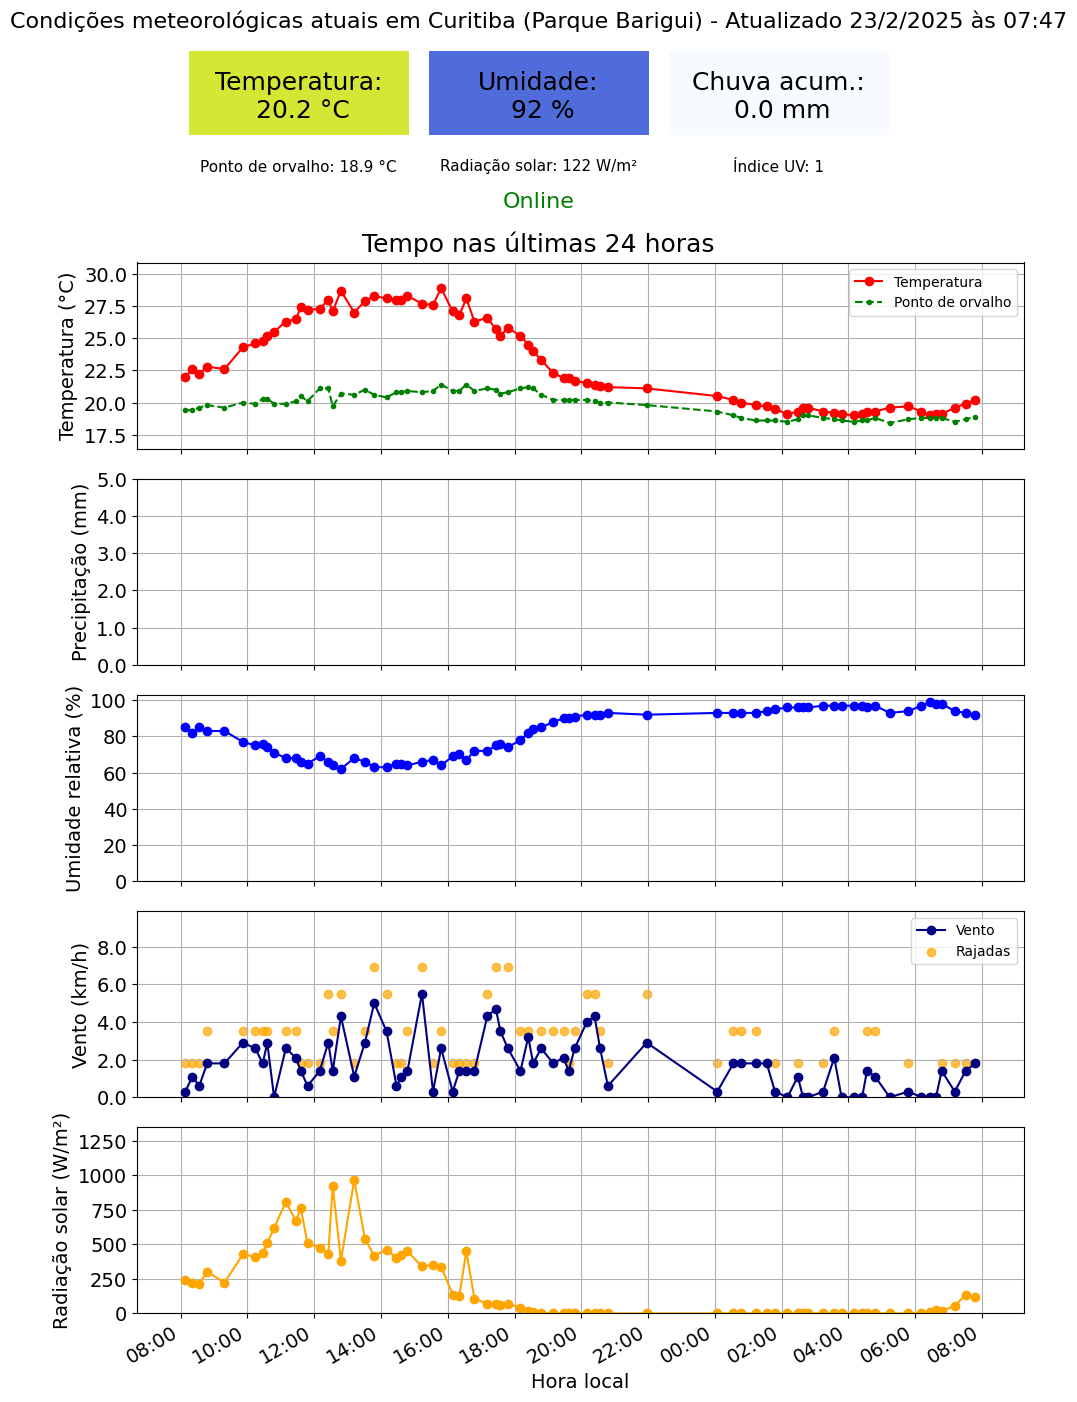 Condições meteorológicas atuais em Curitiba (Parque Barigui) - Atualizado 23/2/2025 às 07:47
Temperatura:
20.2 °C
Umidade:
92 %
Chuva acum.:
0.0 mm
Ponto de orvalho: 18.9 °C
Radiação solar: 122 W/m²
Índice UV: 1
Online
Tempo nas últimas 24 horas
Temperatura (°C)
30.0
27.5
25.0
22.5
20.0
17.5
Temperatura
Ponto de orvalho
Precipitação (mm)
5.0
4.0
3.0
2.0
1.0
0.0
Umidade relativa (%)
100
80
60
40
20
0
Vento (km/h)
8.0
6.0
4.0
2.0
0.0
Vento
Rajadas
Radiação solar (W/m²)
1250
1000
750
500
250
0
08:00
10:00
12:00
14:00
16:00
18:00
20:00
22:00
00:00
02:00
04:00
06:00
08:00
Hora local